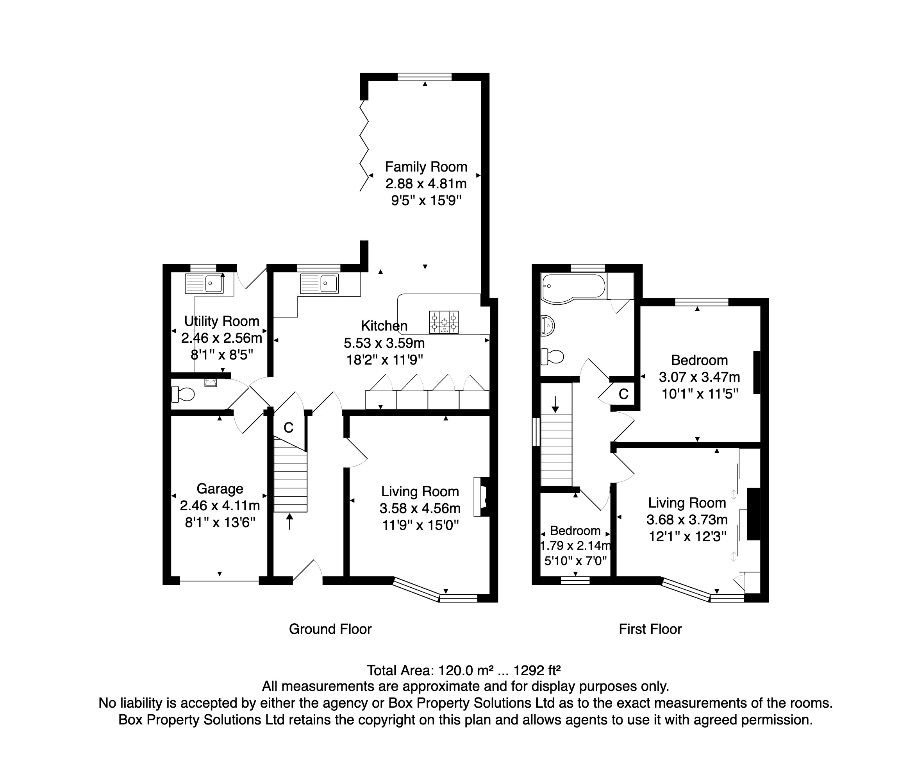 Family Room
2.88 x 4.81m
9'5" x 15'9"
Utility Room
2.46 x 2.56m
8'1" x 8'5"
Kitchen
5.53 x 3.59m
18'2" x 11'9"
C
Garage
2.46 x 4.11m
8'1" x 13'6"
Living Room
3.58 x 4.56m
11'9" x 15'0"
Ground Floor
Bedroom
3.07 x 3.47m
10'1" x 11'5"
C
Living Room
3.68 x 3.73m
12'1" x 12'3"
Bedroom
1.79 x 2.14m
5'10" x 7'0"
First Floor
Total Area: 120.0 m² ... 1292 ft²
All measurements are approximate and for display purposes only.
No liability is accepted by either the agency or Box Property Solutions Ltd as to the exact measurements of the rooms.
Box Property Solutions Ltd retains the copyright on this plan and allows agents to use it with agreed permission.